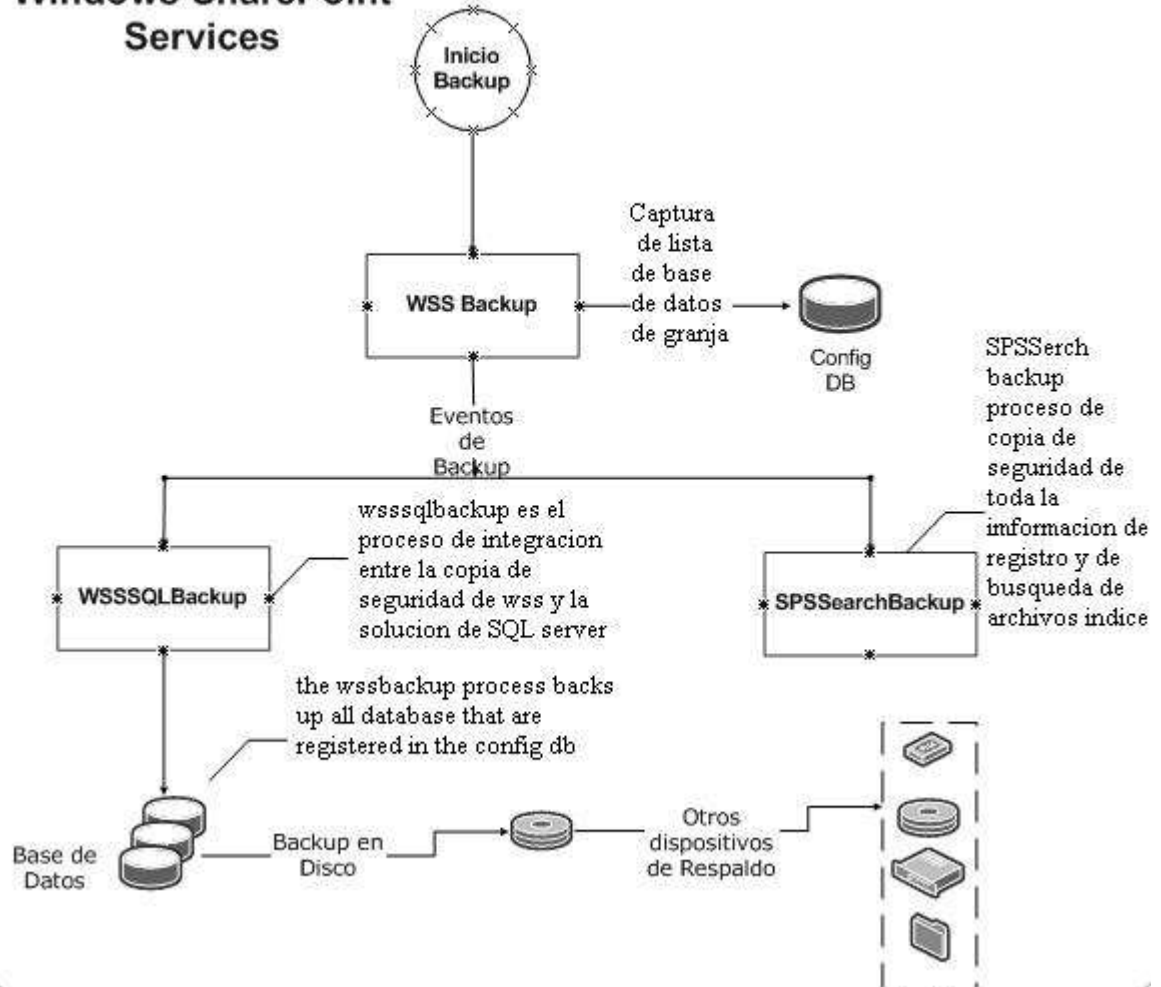 Services
Inicio
Backup
WSS Backup
Captura
de lista
de base
de datos
de granja
Config
DB
Eventos
de
Backup
SPSSerch
backup
proceso de
copia de
seguridad de
toda la
imformacion de
registro y de
busqueda de
archivos indice
WSSSQLBackup
wsssqlbackup es el
proceso de integracion
entre la copia de
seguridad de wss y la
solucion de SQL server
SPSSearchBackup
the wssbackup process backs
up all database that are
registered in the config db
Base de
Datos
Backup en
Disco
Otros
dispositivos
de Respaldo